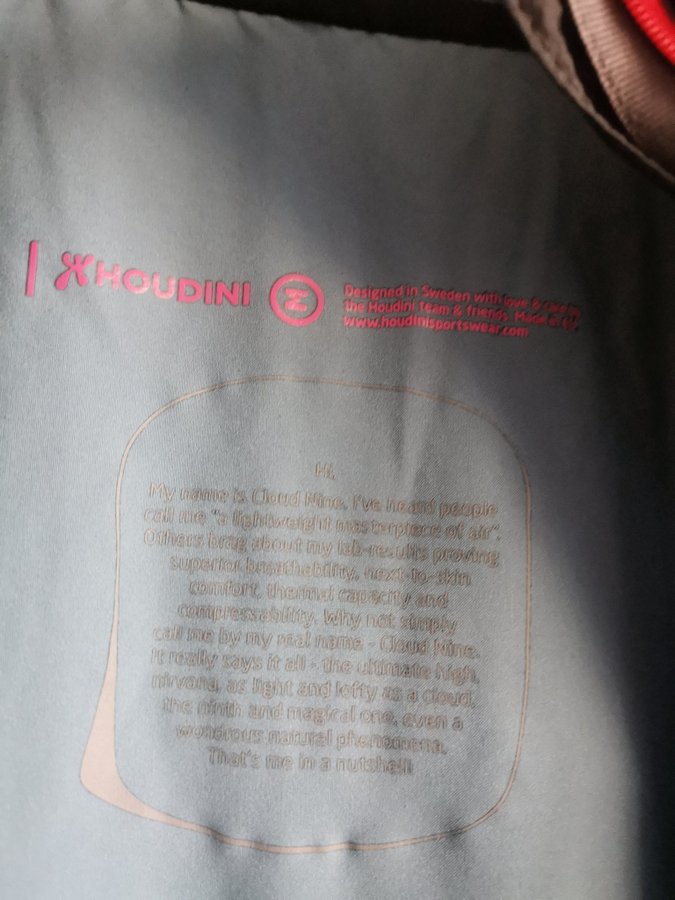 HOUDINI
Designed in Sweden with love & care by
the Houdini team & friends. Made in
www.houdinisportswear.com
Hi,
My name is Cloud Nine. I've heard people
call me "a lightweight masterpiece of air".
Others brag about my lab-results proving
superior breathability, next-to-skin
comfort, thermal capacity and
compressability. Why not simply
call me by my real name - Cloud Nine.
It really says it all - the ultimate high,
nirvana, as light and lofty as a Cloud,
the ninth and magical one, even a
wondrous natural phenomena.
That's me in a nutshell!